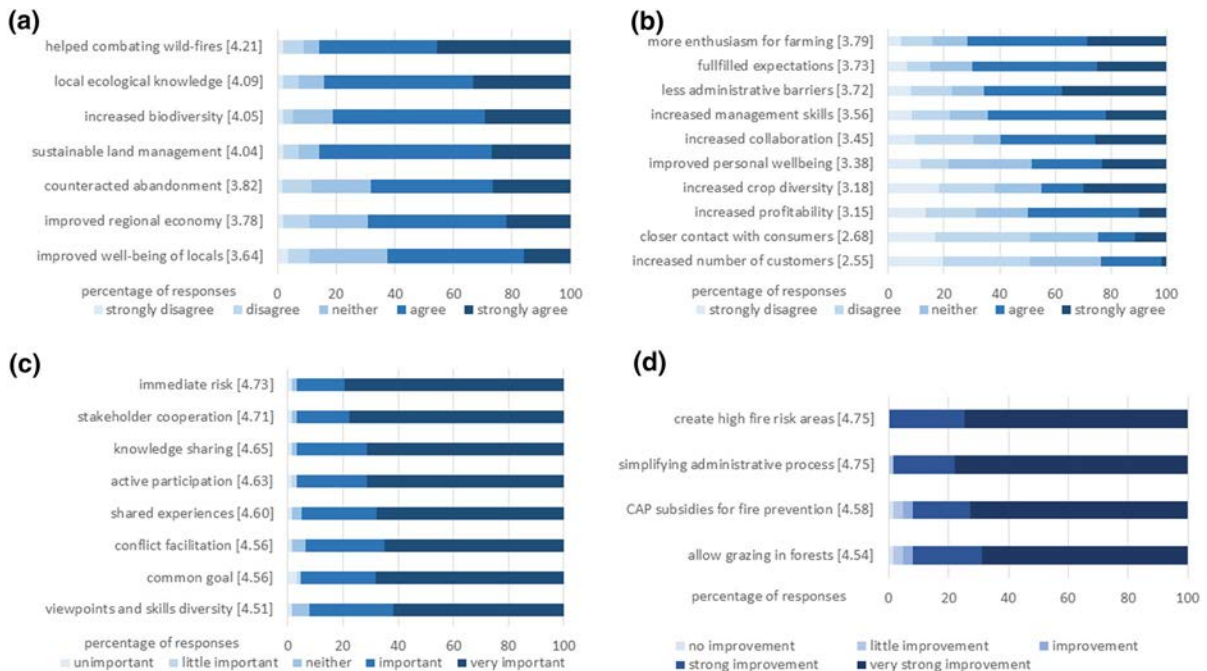 (a)
helped combating wild-fires [4.21]
local ecological knowledge [4.09]
increased biodiversity [4.05]
sustainable land management [4.04]
counteracted abandonment [3.82]
improved regional economy [3.78]
improved well-being of locals [3.64]
percentage of responses 0 20 40 60 80 100
strongly disagree disagree neither agree strongly agree
(b)
more enthusiasm for farming [3.79]
fullfilled expectations [3.73]
less administrative barriers [3.72]
increased management skills [3.56]
increased collaboration [3.45]
improved personal wellbeing [3.38]
increased crop diversity [3.18]
increased profitability [3.15]
closer contact with consumers [2.68]
increased number of customers [2.55]
percentage of responses 0 20 40 60 80 100
strongly disagree disagree neither agree strongly agree
(c)
immediate risk [4.73]
stakeholder cooperation [4.71]
knowledge sharing [4.65]
active participation [4.63]
shared experiences [4.60]
conflict facilitation [4.56]
common goal [4.56]
viewpoints and skills diversity [4.51]
percentage of responses 0 20 40 60 80 100
unimportant little important neither important very important
(d)
create high fire risk areas [4.75]
simplifying administrative process [4.75]
CAP subsidies for fire prevention [4.58]
allow grazing in forests [4.54]
percentage of responses 0 20 40 60 80 100
no improvement little improvement improvement
strong improvement very strong improvement